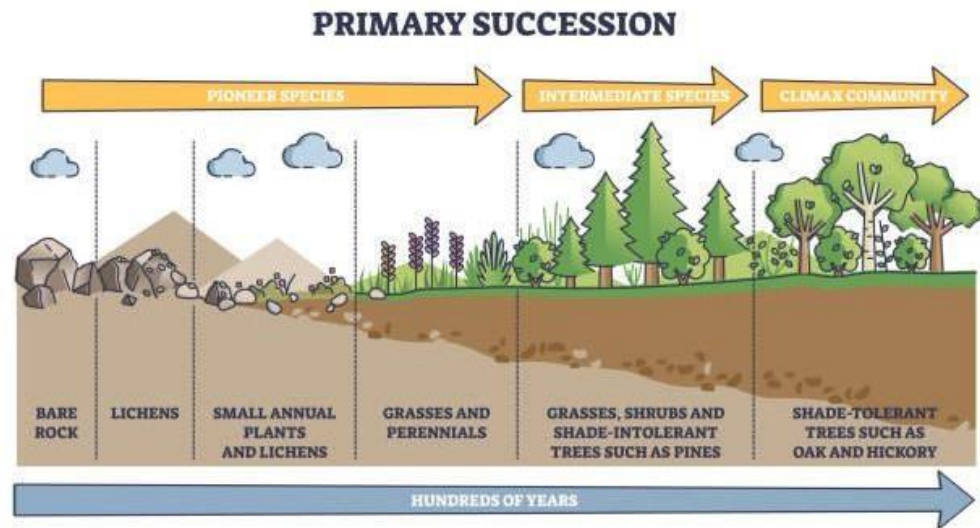 PRIMARY SUCCESSION
PIONEER SPECIES
INTERMEDIATE SPECIES
CLIMAX COMMUNITY
BARE
ROCK
LICHENS
SMALL ANNUAL
PLANTS
AND LICHENS
GRASSES AND
PERENNIALS
GRASSES, SHRUBS AND
SHADE-INTOLERANT
TREES SUCH AS PINES
SHADE-TOLERANT
TREES SUCH AS
OAK AND HICKORY
HUNDREDS OF YEARS